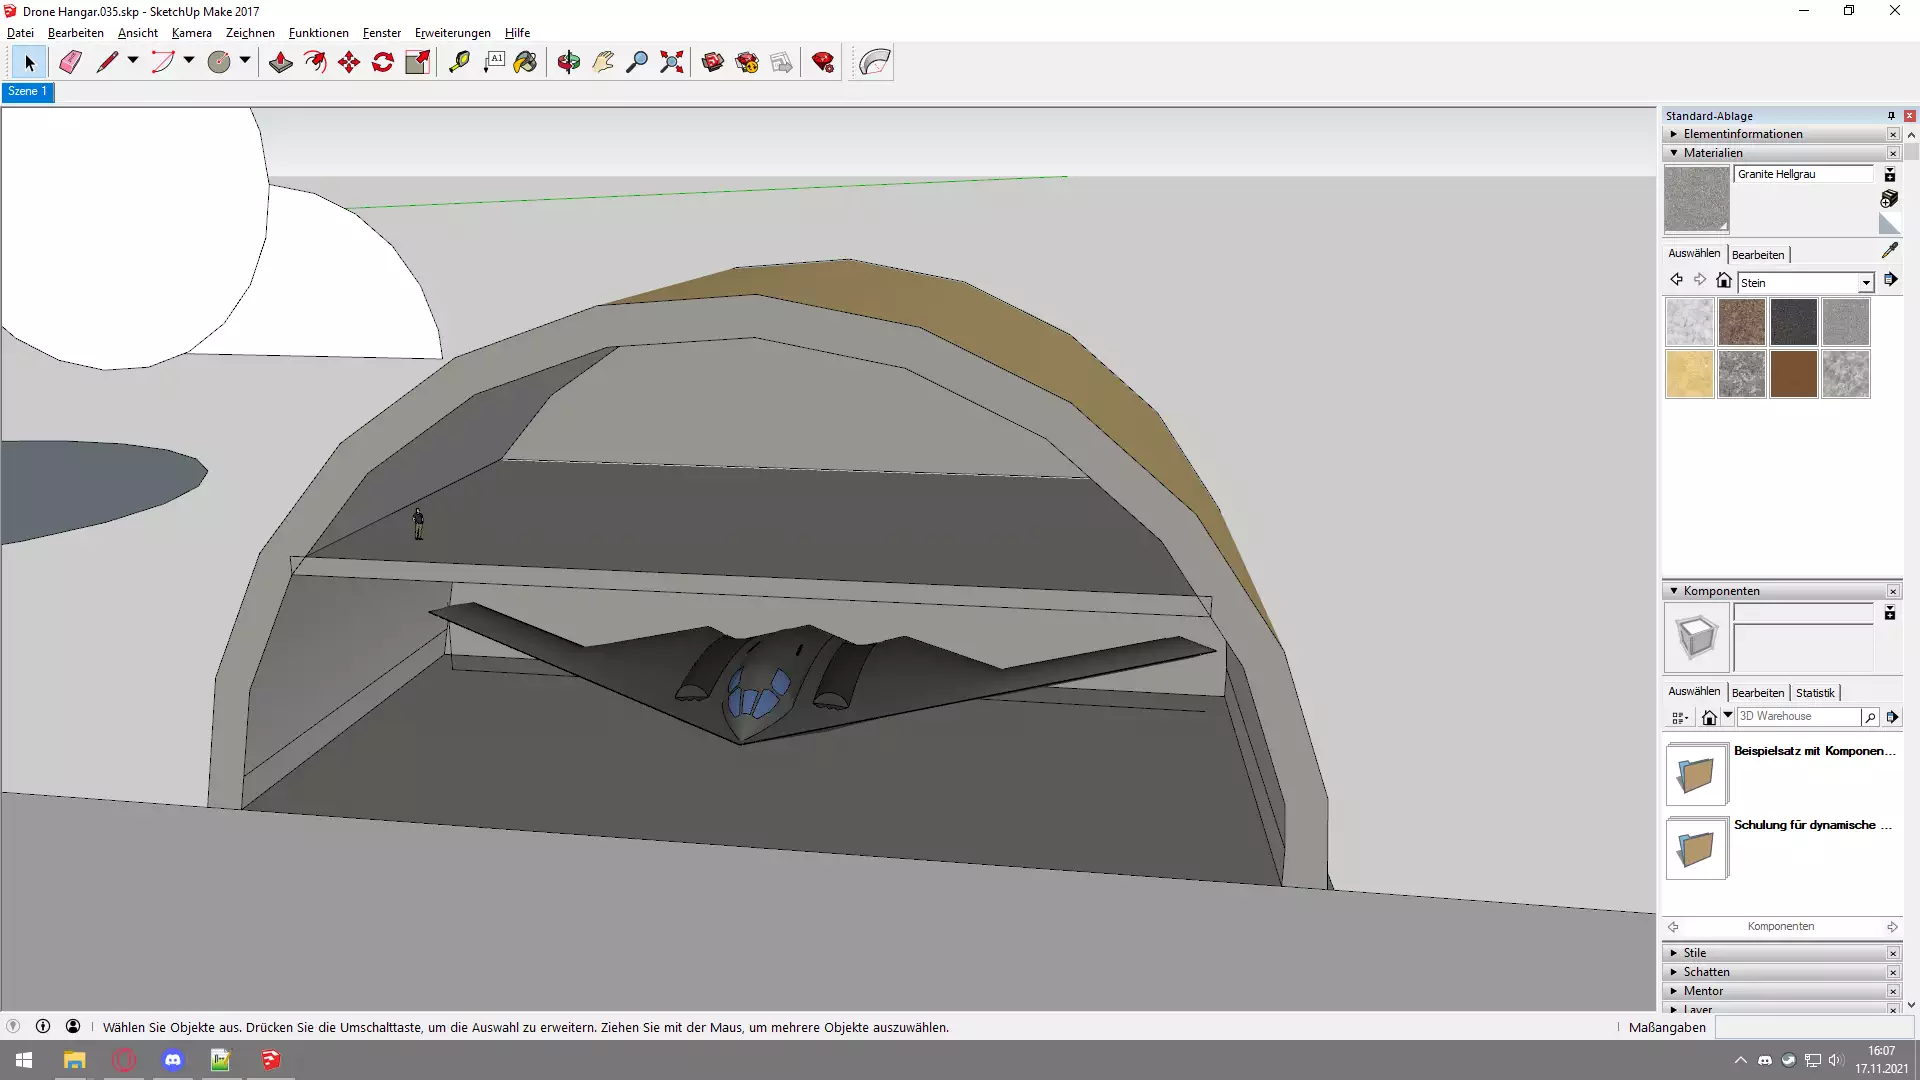 Drone Hangar.035.skp - SketchUp Make 2017
Datei Bearbeiten Ansicht Kamera Zeichnen Funktionen Fenster Erweiterungen Hilfe
A1
Szene 1
Standard-Ablage
Elementinformationen
Materialien
Granite Hellgrau
Auswählen Bearbeiten
Stein
Komponenten
Auswählen Bearbeiten Statistik
3D Warehouse
Beispielsatz mit Komponen...
Schulung für dynamische ...
Komponenten
Stile
Schatten
Mentor
Layer
Wählen Sie Objekte aus. Drücken Sie die Umschalttaste, um die Auswahl zu erweitern. Ziehen Sie mit der Maus, um mehrere Objekte auszuwählen.
Maßangaben
16:07
17.11.2021